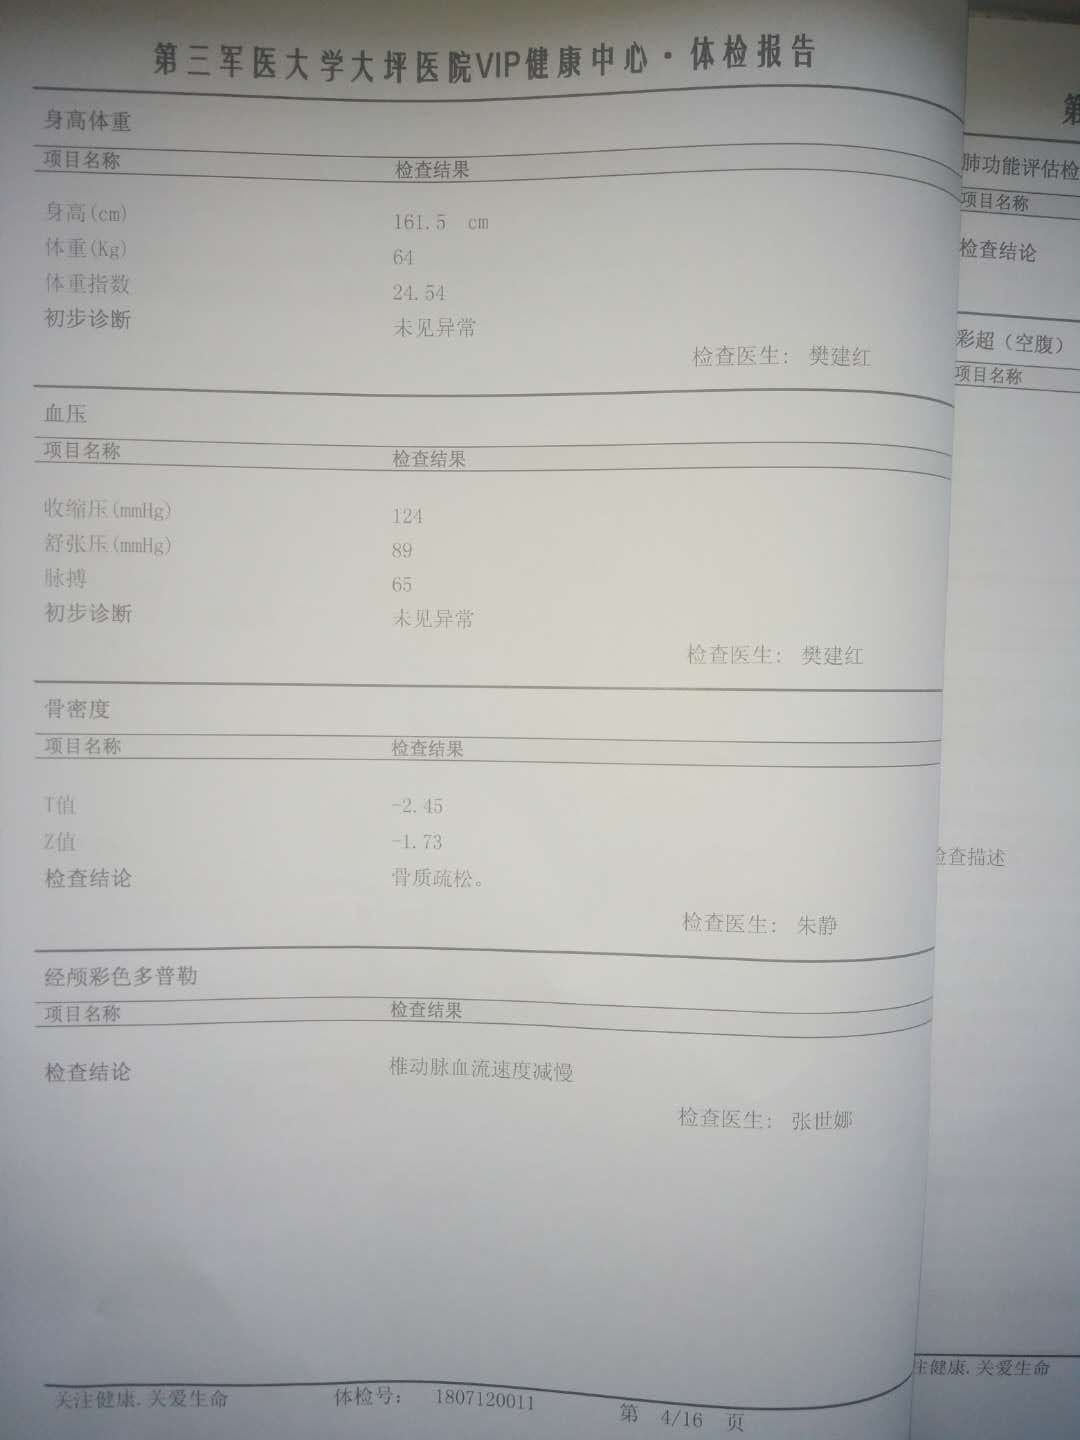 第三军医大学大坪医院VIP健康中心·体检报告
身高体重
项目名称 检查结果
身高(cm) 161.5 cm
体重(Kg) 64
体重指数 24.54
初步诊断 未见异常
检查医生: 樊建红
血压
项目名称 检查结果
收缩压(mmHg) 124
舒张压(mmHg) 89
脉搏 65
初步诊断 未见异常
检查医生: 樊建红
骨密度
项目名称 检查结果
T值 -2.45
Z值 -1.73
检查结论 骨质疏松。
检查医生: 朱静
经颅彩色多普勒
项目名称 检查结果
检查结论 椎动脉血流速度减慢
检查医生: 张世娜
关注健康.关爱生命 体检号: 1807120011 第 4/16 页
第
肺功能评估检
项目名称
检查结论
彩超（空腹）
项目名称
检查描述
注健康.关爱生命